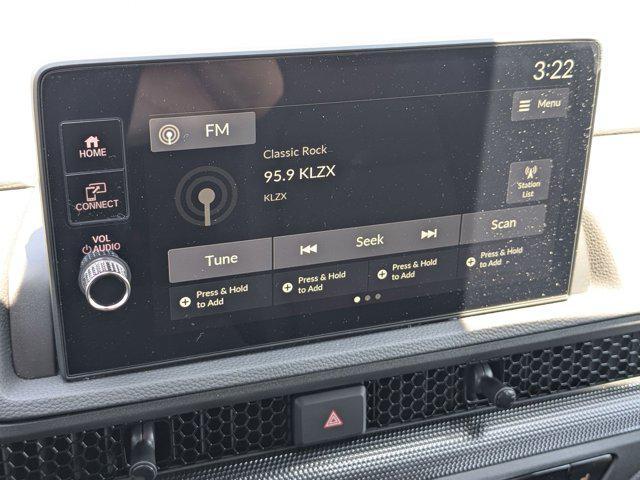 3:22
HOME
FM
Menu
Classic Rock
95.9 KLZX
KLZX
CONNECT
Station
List
VOL
AUDIO
Tune
Seek
Scan
Press & Hold
to Add
Press & Hold
to Add
Press & Hold
to Add
Press & Hold
to Add